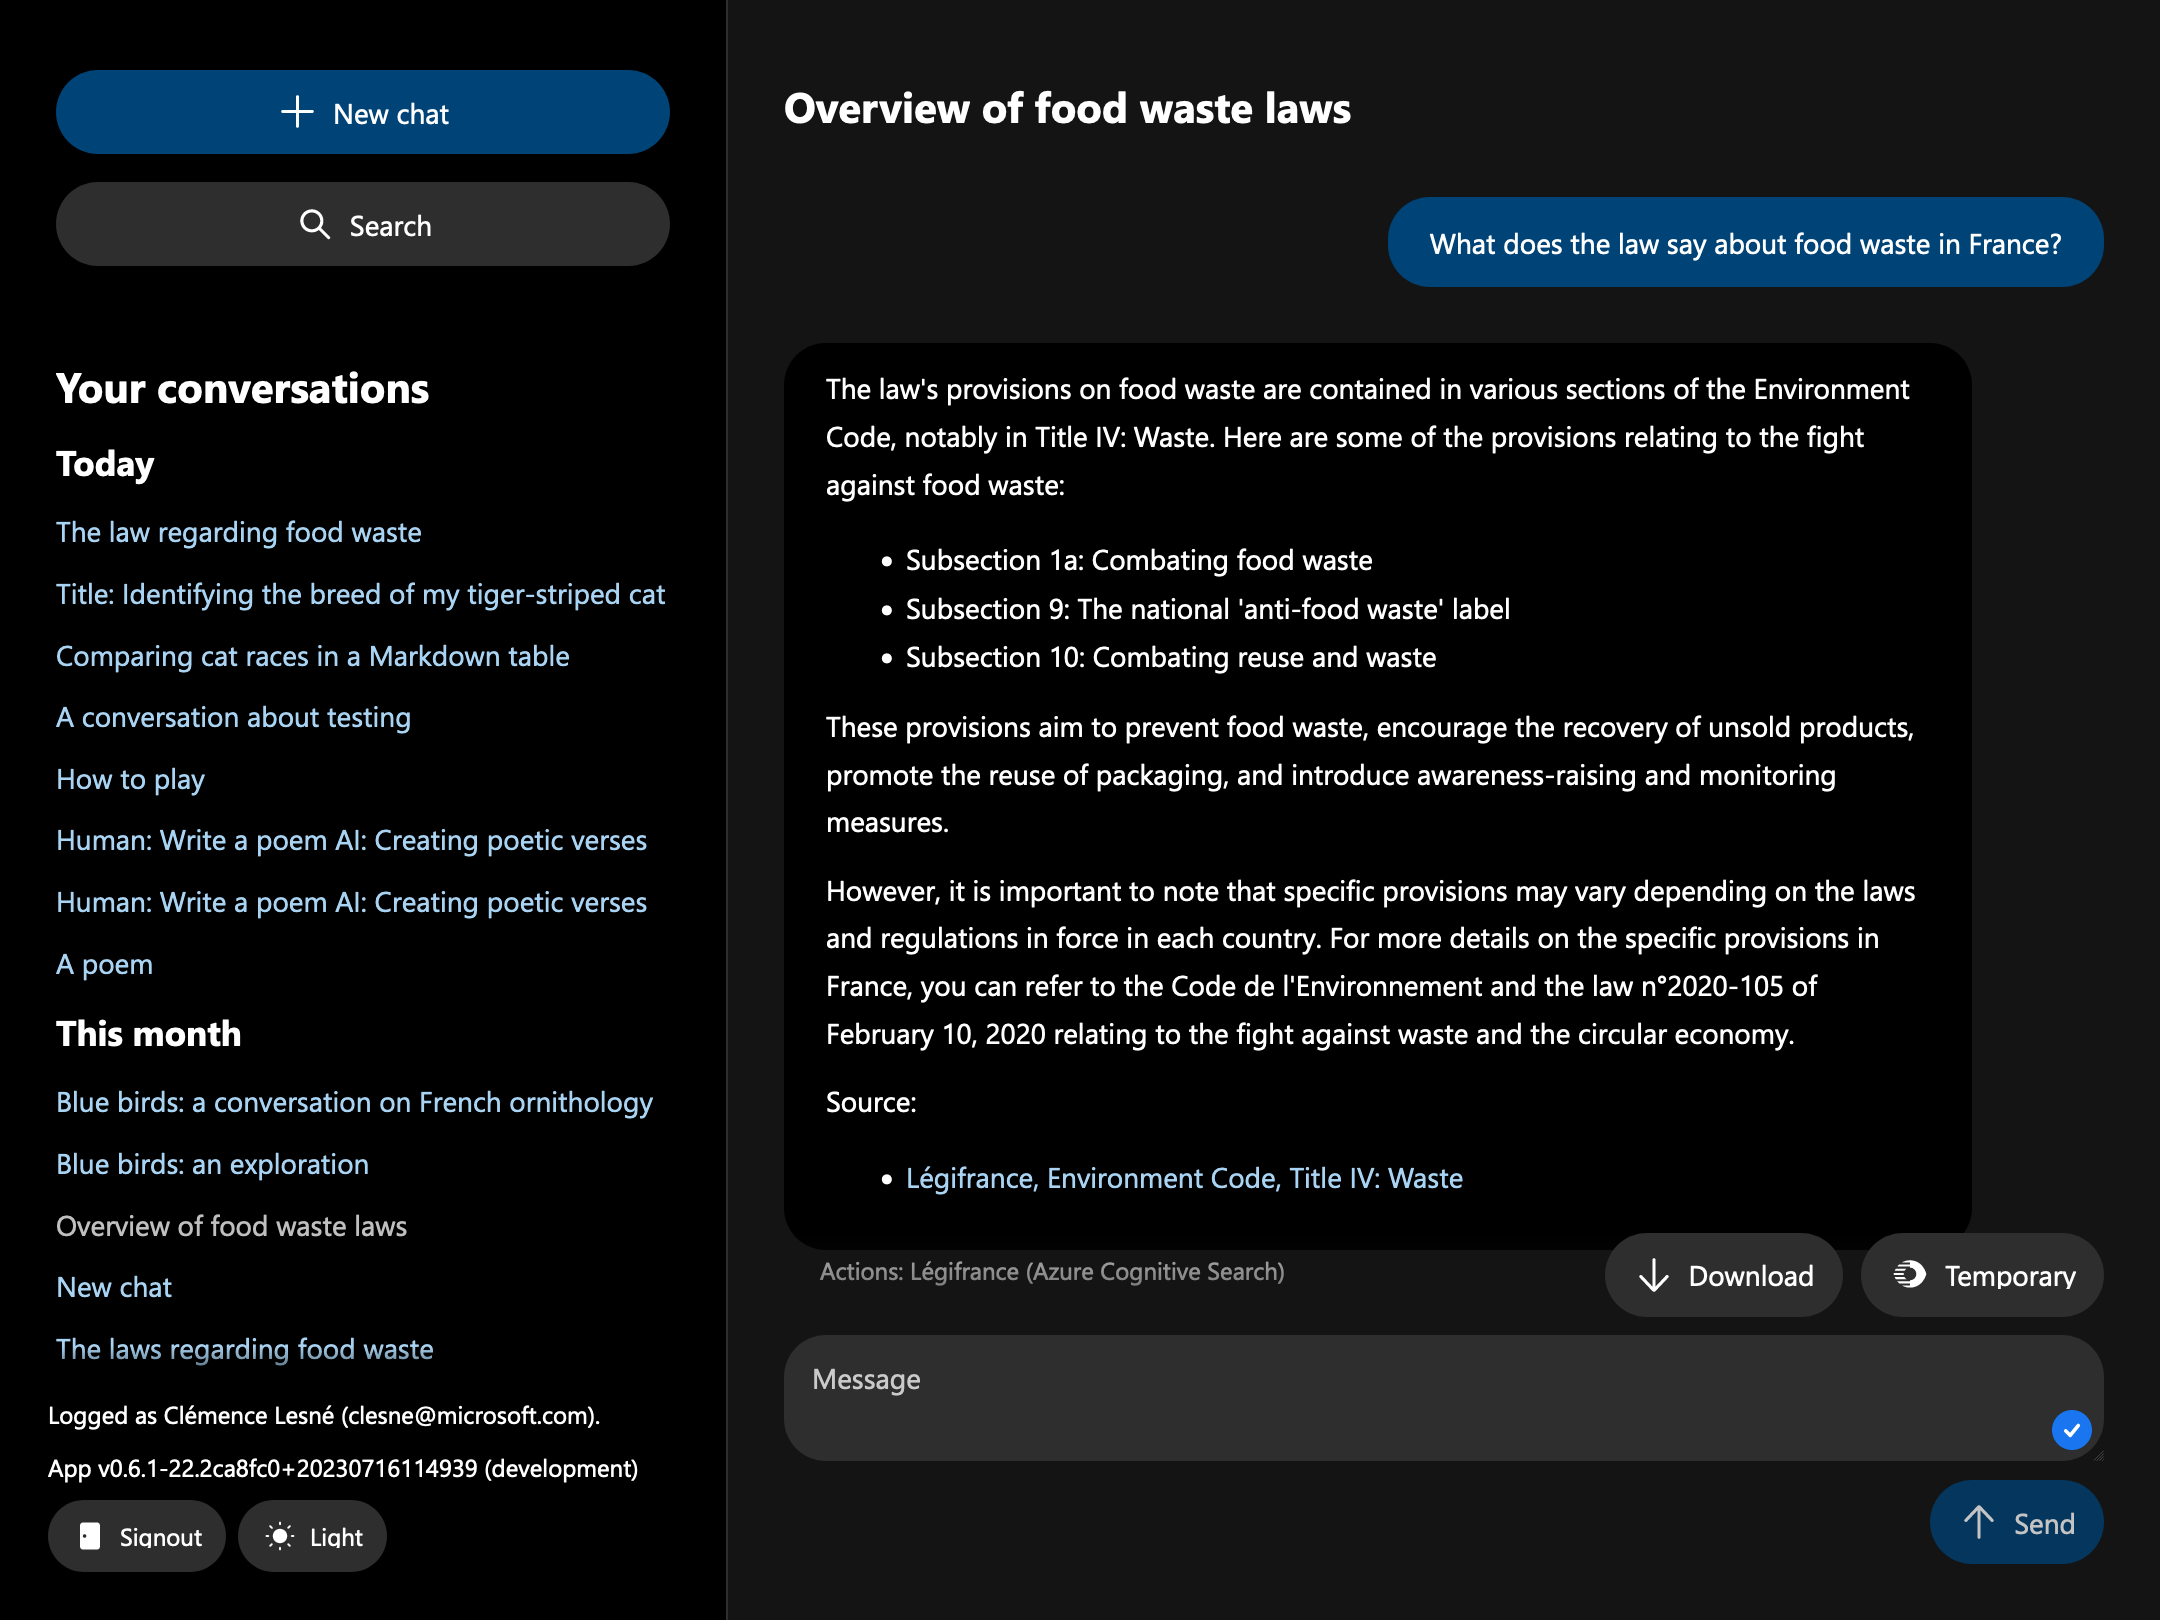 New chat
Search
Your conversations
Today
The law regarding food waste
Title: Identifying the breed of my tiger-striped cat
Comparing cat races in a Markdown table
A conversation about testing
How to play
Human: Write a poem AI: Creating poetic verses
Human: Write a poem AI: Creating poetic verses
A poem
This month
Blue birds: a conversation on French ornithology
Blue birds: an exploration
Overview of food waste laws
New chat
The laws regarding food waste
Logged as Clémence Lesné (clesne@microsoft.com).
App v0.6.1-22.2ca8fc0+20230716114939 (development)
Signout
Light
Overview of food waste laws
What does the law say about food waste in France?
The law's provisions on food waste are contained in various sections of the Environment
Code, notably in Title IV: Waste. Here are some of the provisions relating to the fight
against food waste:
• Subsection 1a: Combating food waste
• Subsection 9: The national 'anti-food waste' label
• Subsection 10: Combating reuse and waste
These provisions aim to prevent food waste, encourage the recovery of unsold products,
promote the reuse of packaging, and introduce awareness-raising and monitoring
measures.
However, it is important to note that specific provisions may vary depending on the laws
and regulations in force in each country. For more details on the specific provisions in
France, you can refer to the Code de l'Environnement and the law n°2020-105 of
February 10, 2020 relating to the fight against waste and the circular economy.
Source:
• Légifrance, Environment Code, Title IV: Waste
Actions: Légifrance (Azure Cognitive Search)
Download
Temporary
Message
Send